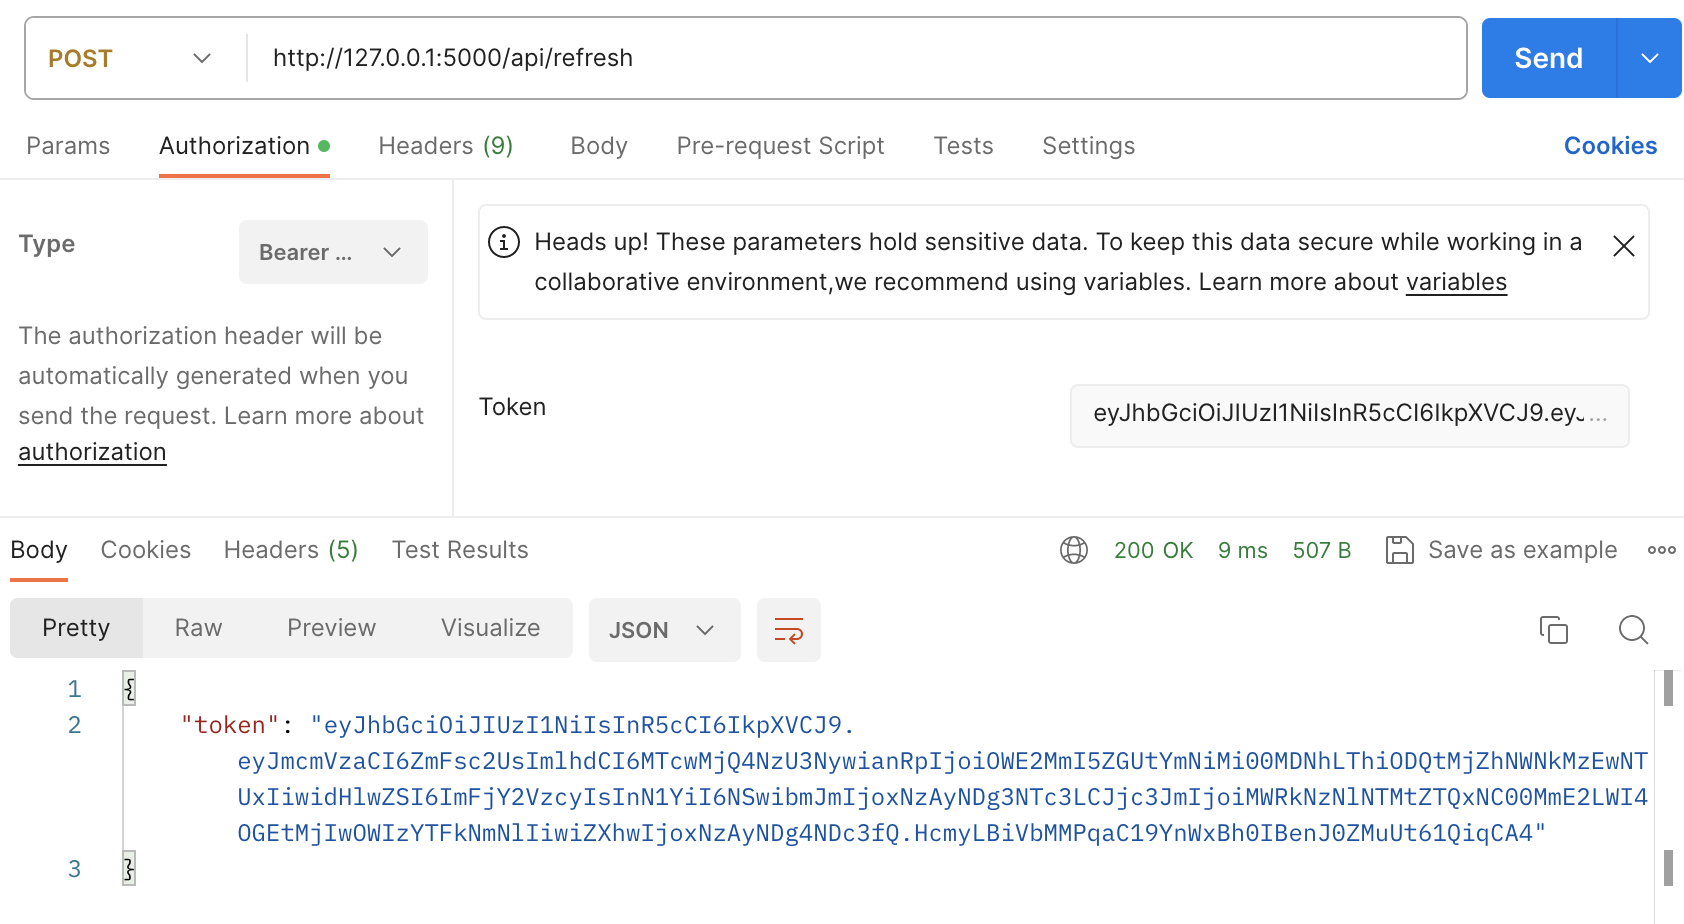 POST
http://127.0.0.1:5000/api/refresh
Send
Params Authorization Headers (9) Body Pre-request Script Tests Settings Cookies
Type
Bearer ...
The authorization header will be
automatically generated when you
send the request. Learn more about
authorization
Heads up! These parameters hold sensitive data. To keep this data secure while working in a
collaborative environment,we recommend using variables. Learn more about variables
Token
eyJhbGciOiJIUzI1NiIsInR5cCI6IkpXVCJ9.eyJ...
Body Cookies Headers (5) Test Results
200 OK 9 ms 507 B Save as example
Pretty Raw Preview Visualize JSON
1 {
2 "token": "eyJhbGciOiJIUzI1NiIsInR5cCI6IkpXVCJ9.
eyJmcmVzaCI6ZmFsc2UsImlhdCI6MTcwMjQ4NzU3NywianRpIjoiOWE2MmI5ZGUtYmNiMi00MDNhLThiODQtMjZhNWNkMzEwNT
UxIiwidHlwZSI6ImFjY2VzcyIsInN1YiI6NSwibmJmIjoxNzAyNDg3NTc3LCJjc3JmIjoiMWRkNzNlNTMtZTQxNC00MmE2LWI4
OGEtMjIwOWIzYTFkNmNlIiwiZXhwIjoxNzAyNDg4NDc3fQ.HcmyLBiVbMMPqaC19YnWxBh0IBenJ0ZMuUt61QiqCA4"
3 }